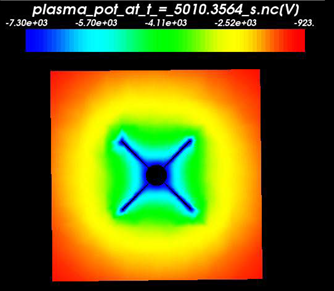 plasma_pot_at_t_=_5010.3564_s.nc(V)
-7.30e+03 -5.70e+03 -4.11e+03 -2.52e+03 -923.